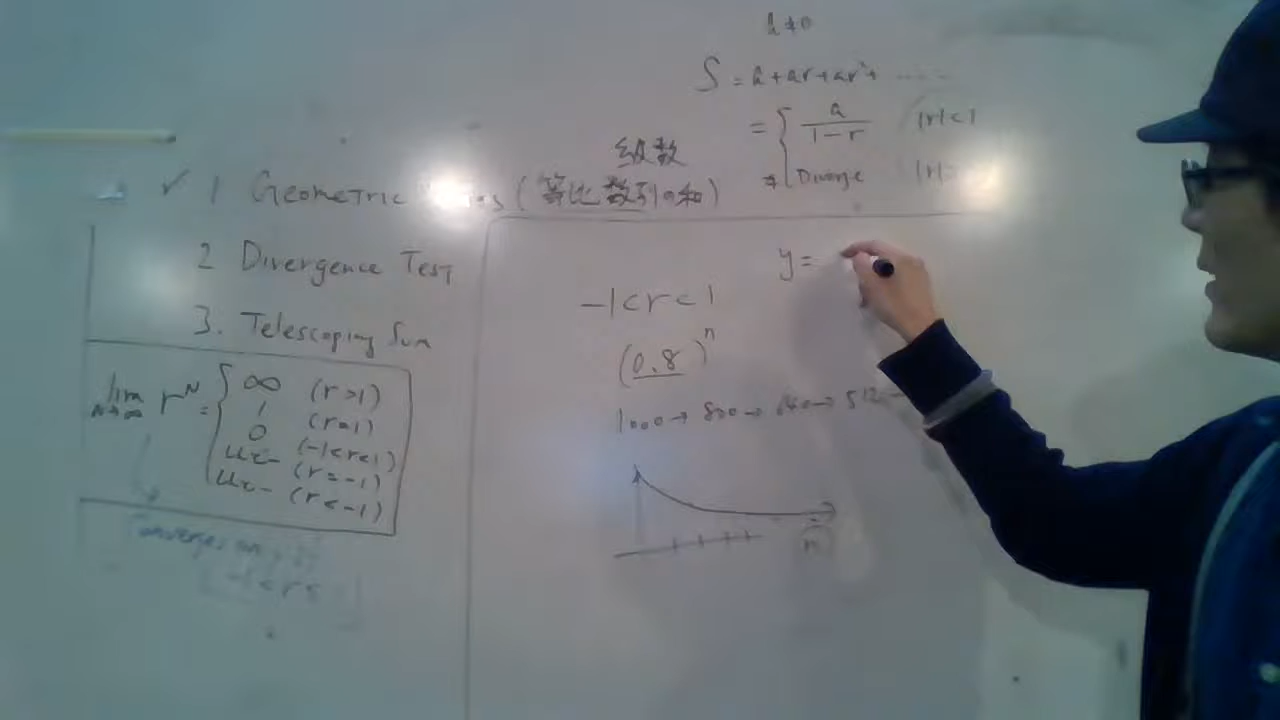 a ≠ 0
S = a + ar + ar² + ......
= { a / 1 - r |r| < 1
Diverge |r|
级数
✓ 1 Geometric (等比数列の和)
2 Divergence Test
3. Telescoping Sum
lim N→∞ r^N = { ∞ (r > 1)
1 (r = 1)
0 (-1 < r < 1)
(r = -1)
(r < -1)
Converges
-1 < r ≤
y =
-1 < r < 1
(0.8)^n
1000 → 800 → 640 → 512 →
n